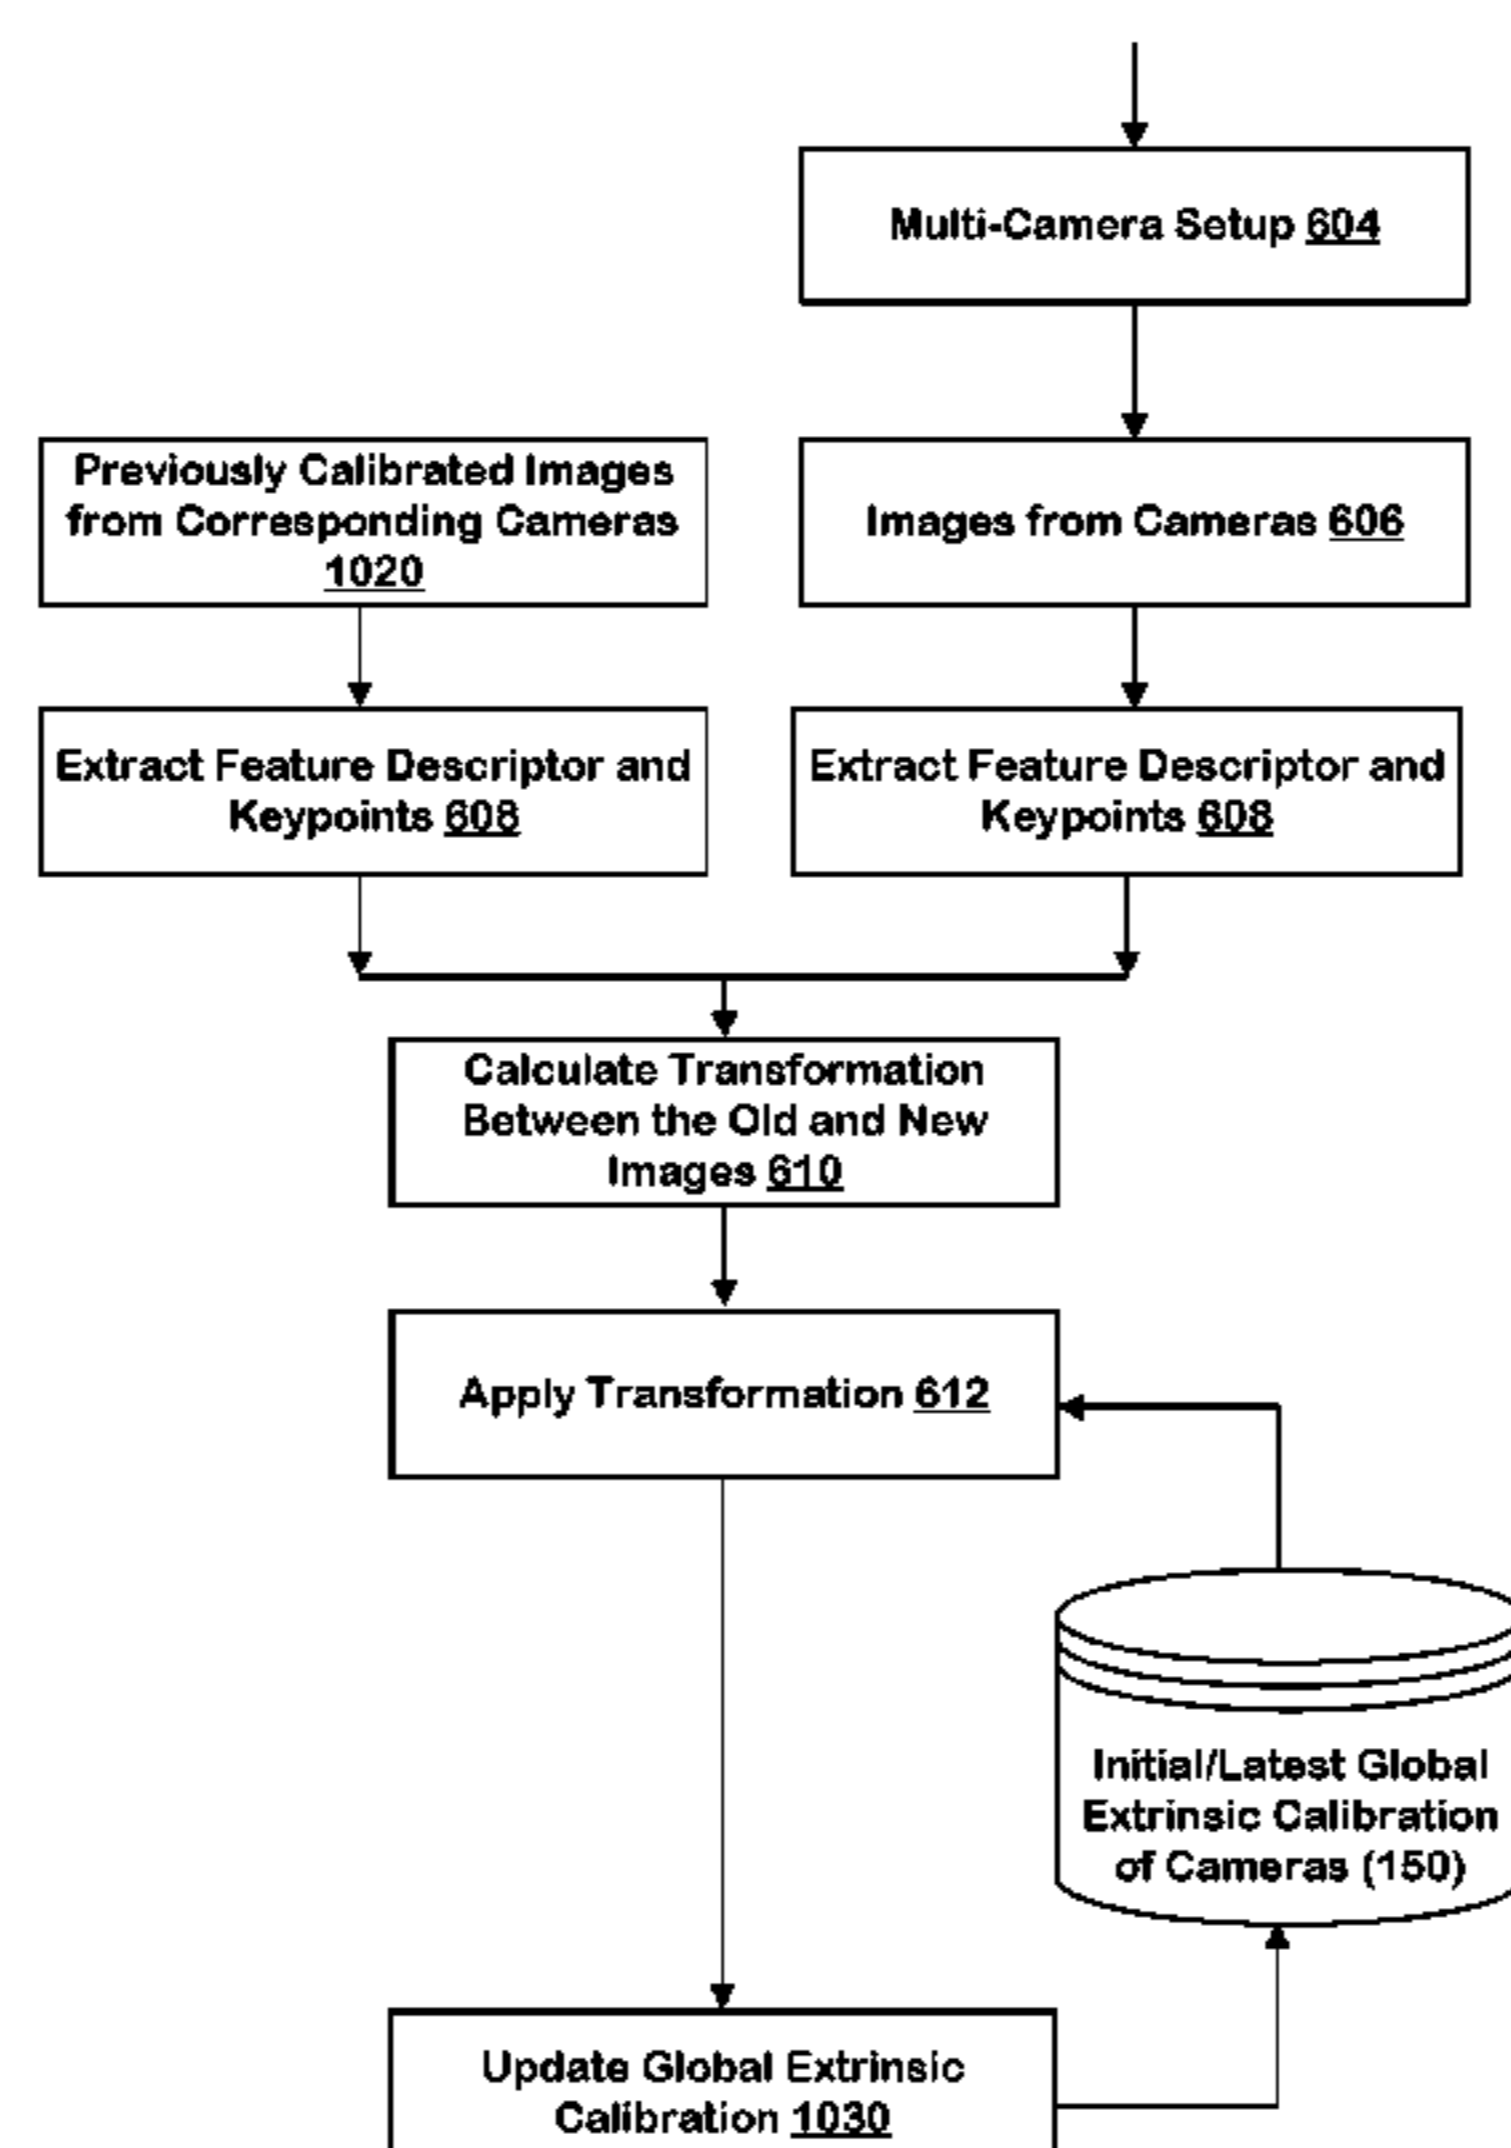 Multi-Camera Setup 604
Previously Calibrated Images
from Corresponding Cameras
1020
Images from Cameras 606
Extract Feature Descriptor and
Keypoints 608
Extract Feature Descriptor and
Keypoints 608
Calculate Transformation
Between the Old and New
Images 610
Apply Transformation 612
Initial/Latest Global
Extrinsic Calibration
of Cameras (150)
Update Global Extrinsic
Calibration 1030